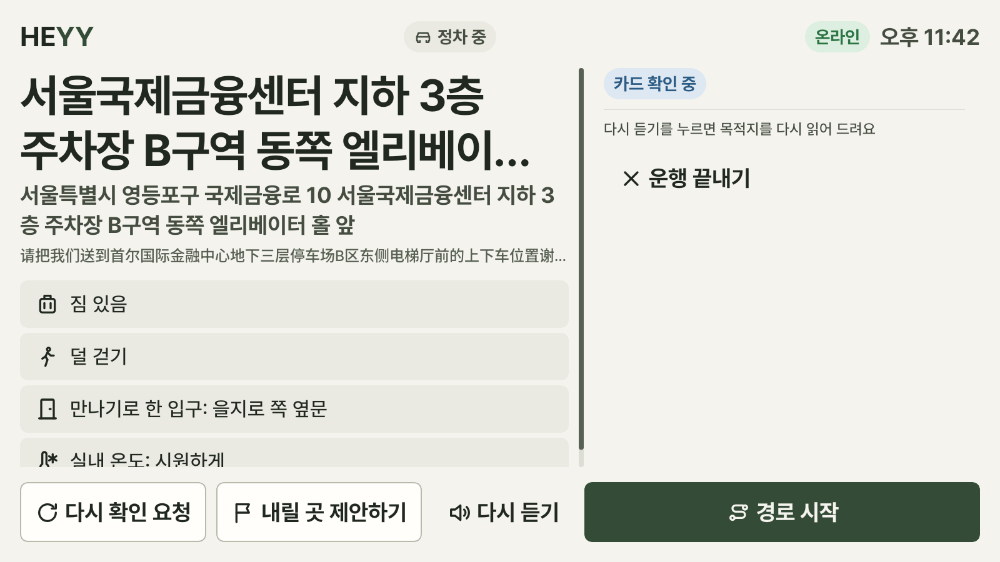 HEYY
정차 중
온라인
오후 11:42
서울국제금융센터 지하 3층
주차장 B구역 동쪽 엘리베이...
서울특별시 영등포구 국제금융로 10 서울국제금융센터 지하 3
층 주차장 B구역 동쪽 엘리베이터 홀 앞
请把我们送到首尔国际金融中心地下三层停车场B区东侧电梯厅前的上下车位置谢...
짐 있음
덜 걷기
만나기로 한 입구: 을지로 쪽 옆문
실내 온도: 시원하게
카드 확인 중
다시 듣기를 누르면 목적지를 다시 읽어 드려요
운행 끝내기
다시 확인 요청
내릴 곳 제안하기
다시 듣기
경로 시작